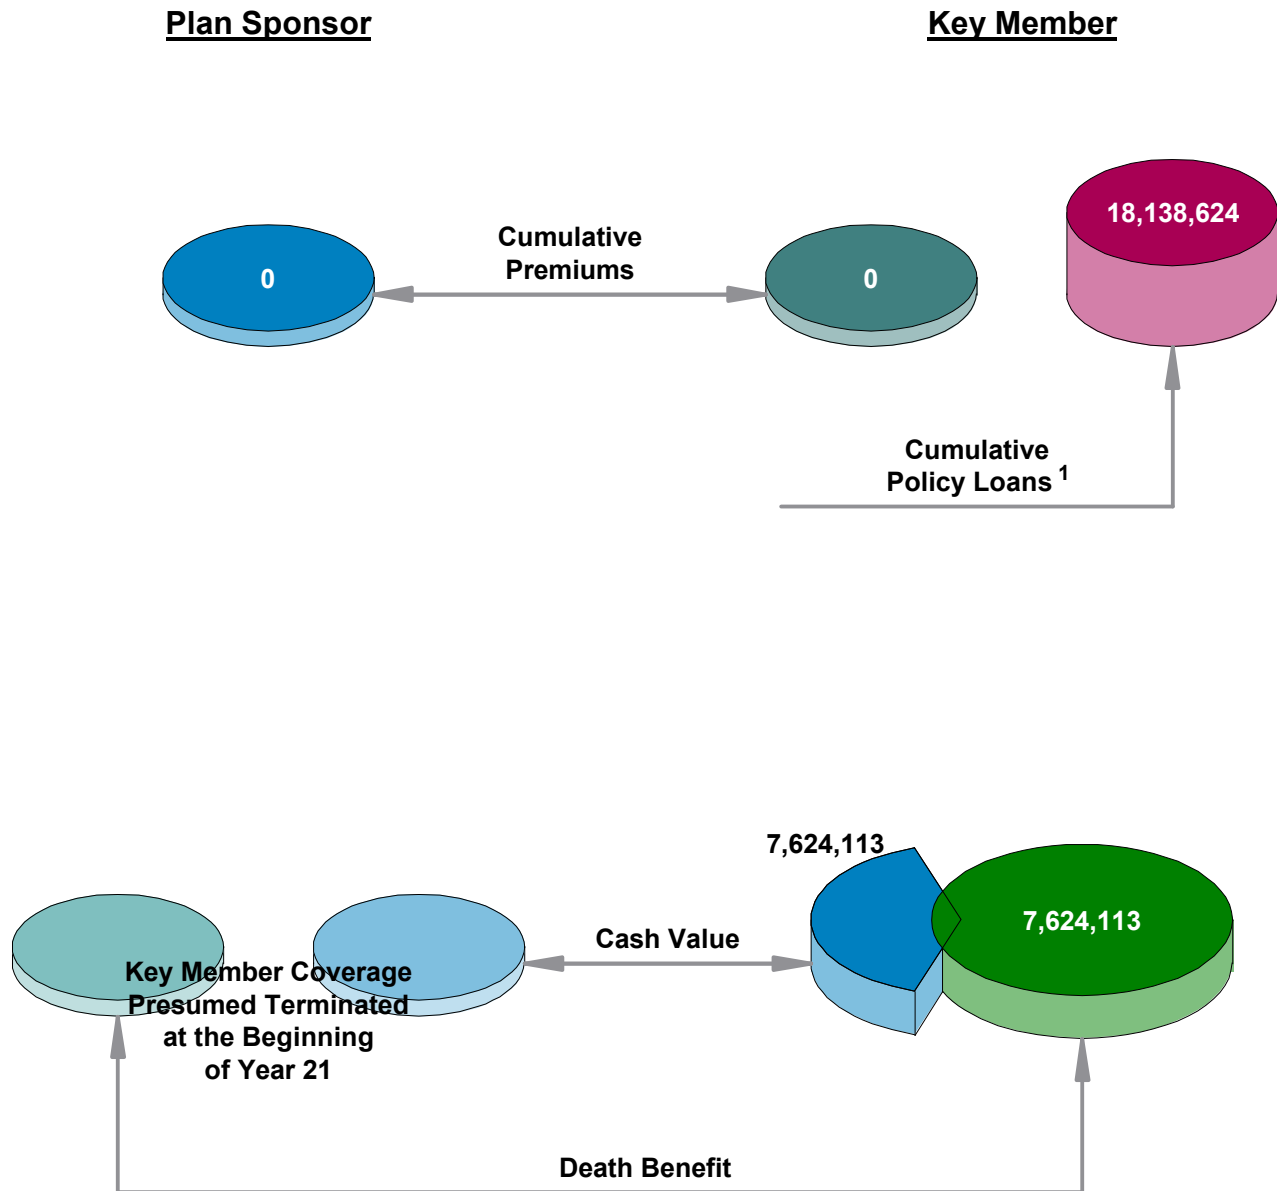 Plan Sponsor
Key Member
18,138,624
Cumulative
Premiums
0
0
Cumulative
Policy Loans 1
7,624,113
7,624,113
Cash Value
Key Member Coverage
Presumed Terminated
at the Beginning
of Year 21
Death Benefit